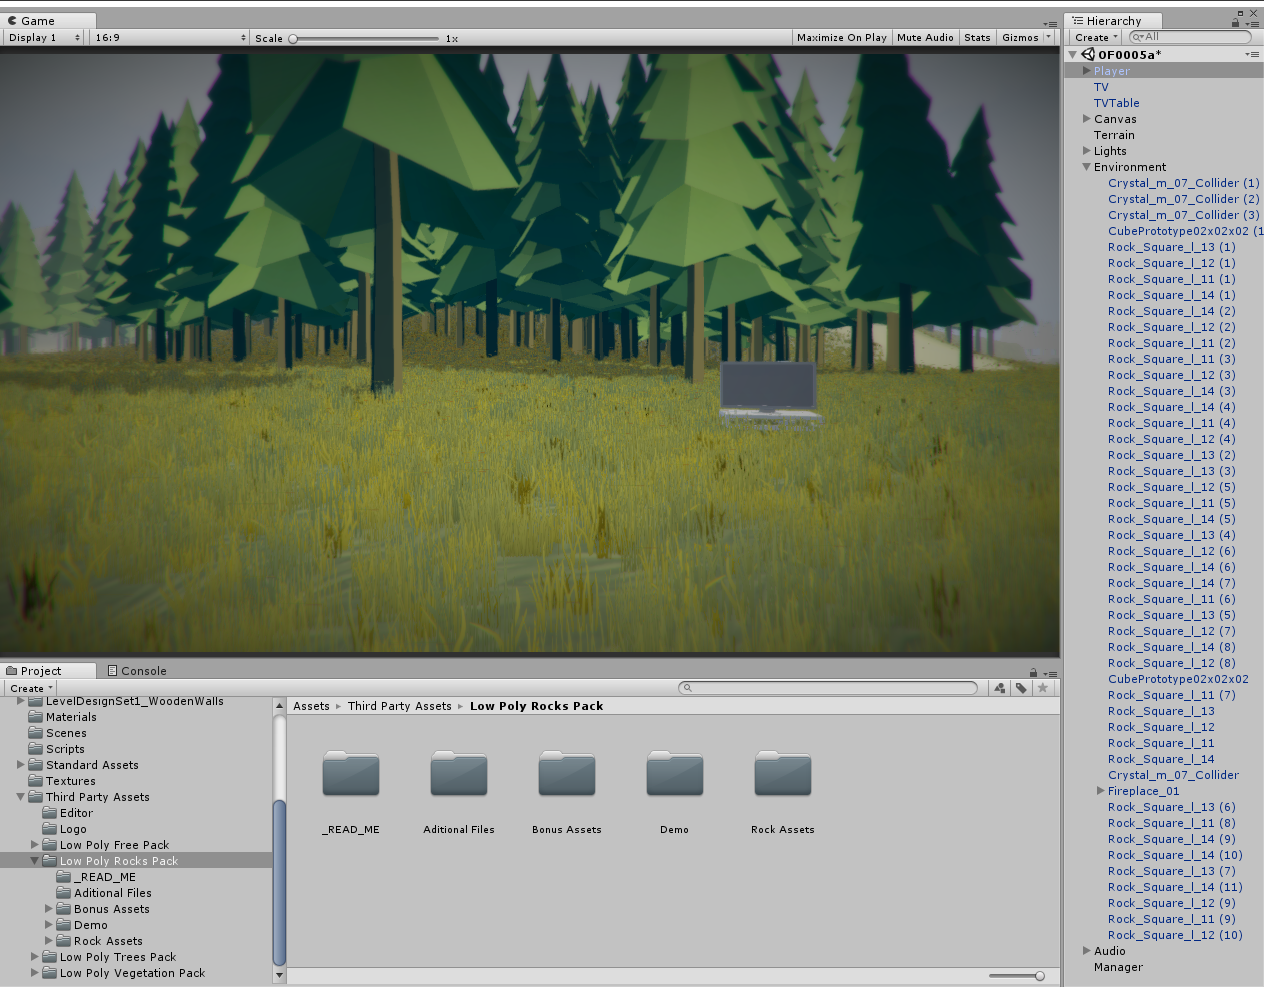 Game
Display 1
16:9
Scale
1x
Maximize On Play
Mute Audio
Stats
Gizmos
Hierarchy
Create
All
OF0005a*
Player
TV
TVTable
Canvas
Terrain
Lights
Environment
Crystal_m_07_Collider (1)
Crystal_m_07_Collider (2)
Crystal_m_07_Collider (3)
CubePrototype02x02x02 (1
Rock_Square_l_13 (1)
Rock_Square_l_12 (1)
Rock_Square_l_11 (1)
Rock_Square_l_14 (1)
Rock_Square_l_14 (2)
Rock_Square_l_12 (2)
Rock_Square_l_11 (2)
Rock_Square_l_11 (3)
Rock_Square_l_12 (3)
Rock_Square_l_14 (3)
Rock_Square_l_14 (4)
Rock_Square_l_11 (4)
Rock_Square_l_12 (4)
Rock_Square_l_13 (2)
Rock_Square_l_13 (3)
Rock_Square_l_12 (5)
Rock_Square_l_11 (5)
Rock_Square_l_14 (5)
Rock_Square_l_13 (4)
Rock_Square_l_12 (6)
Rock_Square_l_14 (6)
Rock_Square_l_14 (7)
Rock_Square_l_11 (6)
Rock_Square_l_13 (5)
Rock_Square_l_12 (7)
Rock_Square_l_14 (8)
Rock_Square_l_12 (8)
CubePrototype02x02x02
Rock_Square_l_11 (7)
Rock_Square_l_13
Rock_Square_l_12
Rock_Square_l_11
Rock_Square_l_14
Crystal_m_07_Collider
Fireplace_01
Rock_Square_l_13 (6)
Rock_Square_l_11 (8)
Rock_Square_l_14 (9)
Rock_Square_l_14 (10)
Rock_Square_l_13 (7)
Rock_Square_l_14 (11)
Rock_Square_l_12 (9)
Rock_Square_l_11 (9)
Rock_Square_l_12 (10)
Audio
Manager
Project
Console
Create
LevelDesignSet1_WoodenWalls
Materials
Scenes
Scripts
Standard Assets
Textures
Third Party Assets
Editor
Logo
Low Poly Free Pack
Low Poly Rocks Pack
_READ_ME
Aditional Files
Bonus Assets
Demo
Rock Assets
Low Poly Trees Pack
Low Poly Vegetation Pack
Assets ▸ Third Party Assets ▸ Low Poly Rocks Pack
_READ_ME
Aditional Files
Bonus Assets
Demo
Rock Assets